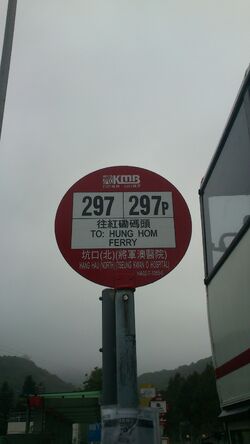 KMB
297 297P
往紅磡碼頭
TO: HUNG HOM
FERRY
坑口(北)(將軍澳醫院)
HANG HAU (NORTH) (TSEUNG KWAN O HOSPITAL)